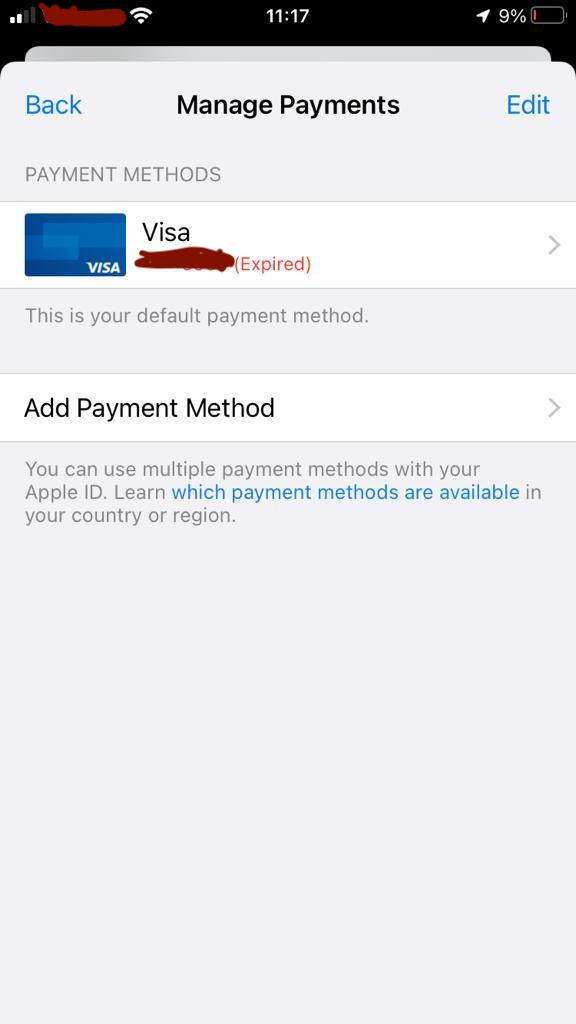 11:17
9%
Back
Manage Payments
Edit
PAYMENT METHODS
Visa
VISA
(Expired)
This is your default payment method.
Add Payment Method
You can use multiple payment methods with your
Apple ID. Learn which payment methods are available in
your country or region.